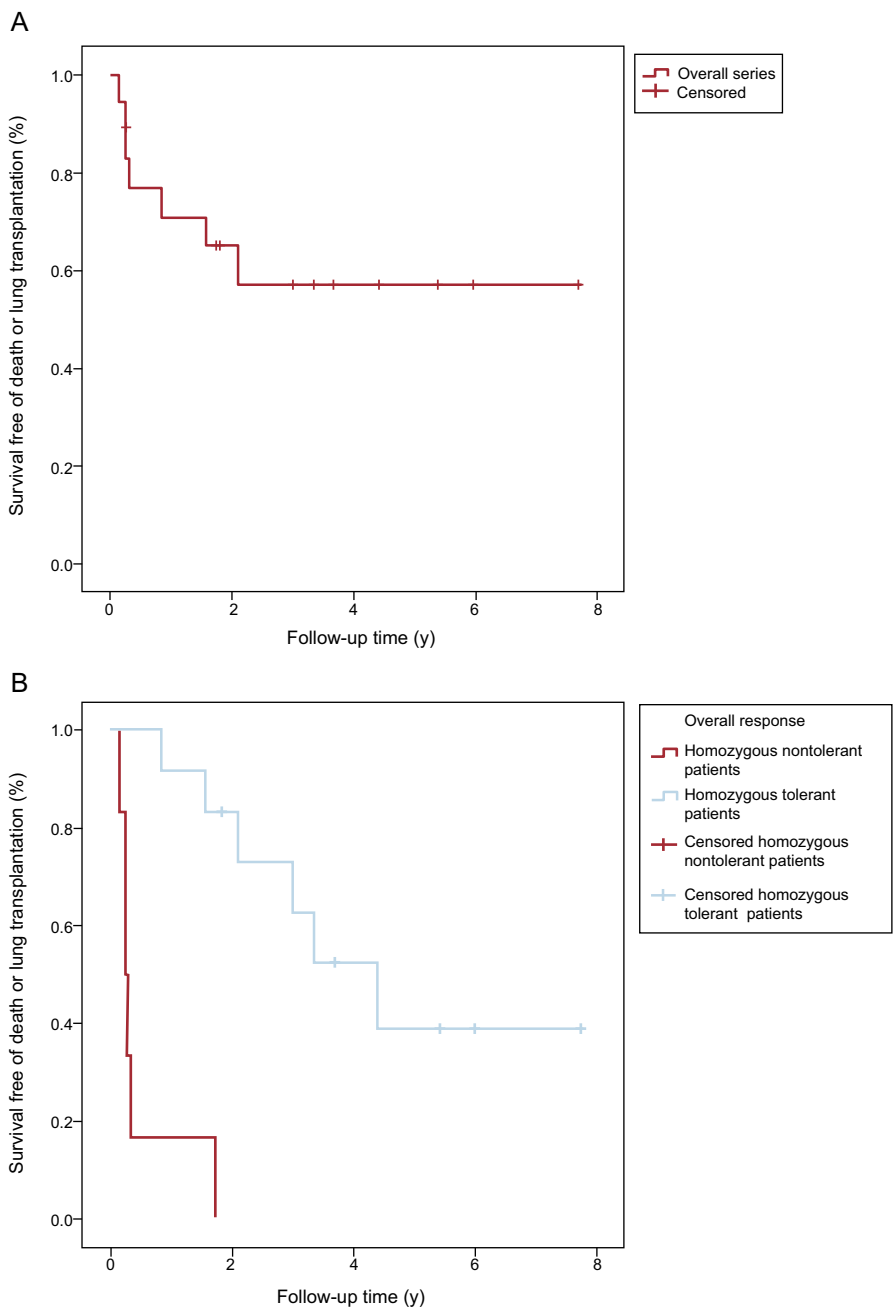 A
Survival free of death or lung transplantation (%)
1.0
0.8
0.6
0.4
0.2
0.0
0 2 4 6 8
Follow-up time (y)
Overall series
Censored
B
Survival free of death or lung transplantation (%)
1.0
0.8
0.6
0.4
0.2
0.0
0 2 4 6 8
Follow-up time (y)
Overall response
Homozygous nontolerant
patients
Homozygous tolerant
patients
Censored homozygous
nontolerant patients
Censored homozygous
tolerant patients